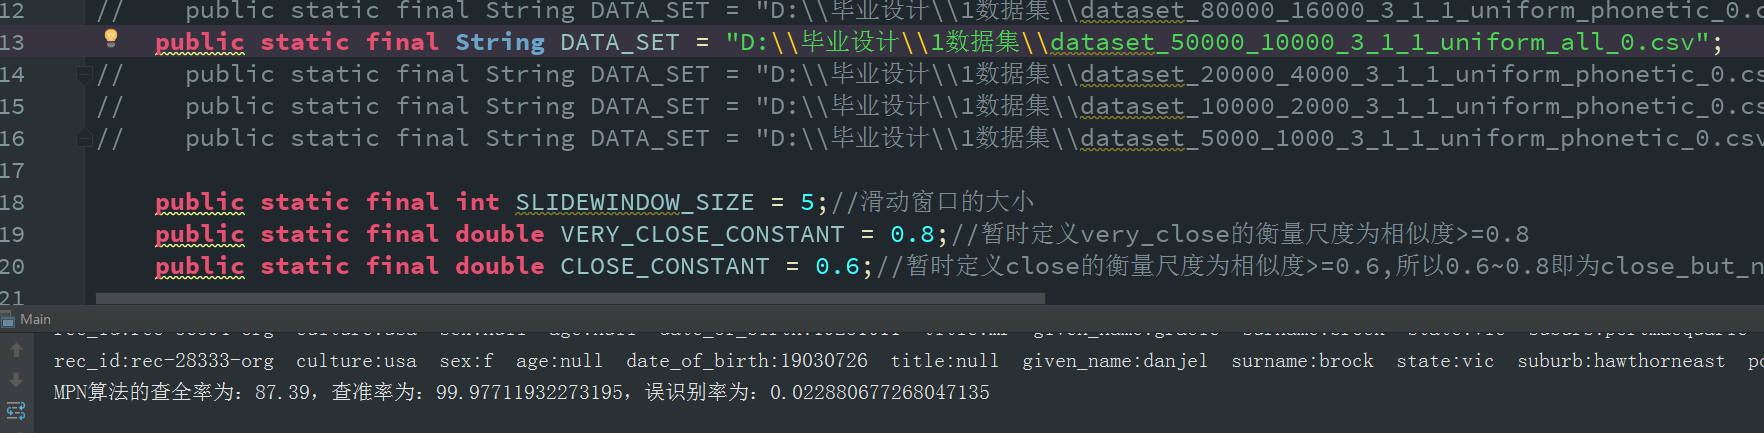 12 //    public static final String DATA_SET = "D:\\毕业设计\\1数据集\\dataset_80000_16000_3_1_1_uniform_phonetic_0.c
13     public static final String DATA_SET = "D:\\毕业设计\\1数据集\\dataset_50000_10000_3_1_1_uniform_all_0.csv";
14 //    public static final String DATA_SET = "D:\\毕业设计\\1数据集\\dataset_20000_4000_3_1_1_uniform_phonetic_0.cs
15 //    public static final String DATA_SET = "D:\\毕业设计\\1数据集\\dataset_10000_2000_3_1_1_uniform_phonetic_0.cs
16 //    public static final String DATA_SET = "D:\\毕业设计\\1数据集\\dataset_5000_1000_3_1_1_uniform_phonetic_0.csv
17
18     public static final int SLIDEWINDOW_SIZE = 5;//滑动窗口的大小
19     public static final double VERY_CLOSE_CONSTANT = 0.8;//暂时定义very_close的衡量尺度为相似度>=0.8
20     public static final double CLOSE_CONSTANT = 0.6;//暂时定义close的衡量尺度为相似度>=0.6,所以0.6~0.8即为close_but_n
21
Main
rec_id:rec-28333-org  culture:usa  sex:f  age:null  date_of_birth:19030726  title:null  given_name:danjel  surname:brock  state:vic  suburb:hawthorneast  po
MPN算法的查全率为: 87.39, 查准率为: 99.97711932273195, 误识别率为: 0.022880677268047135